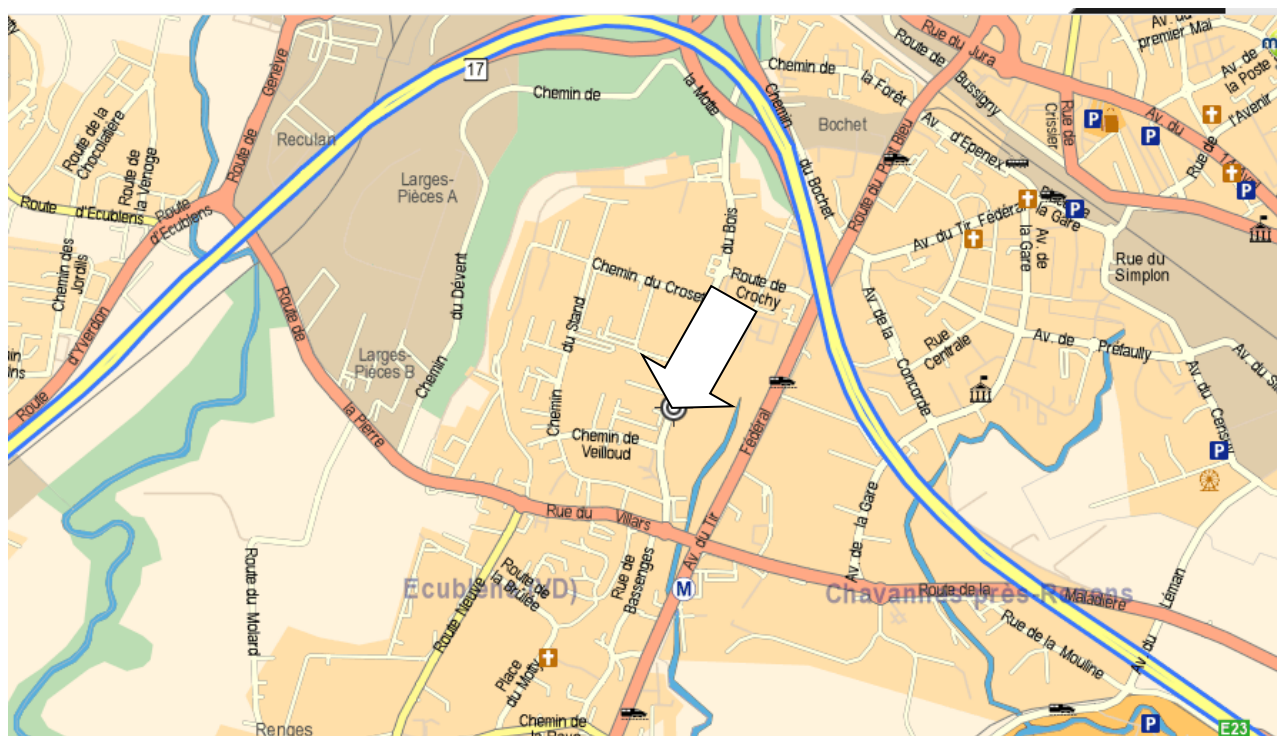 Av. du
premier Mai
Rue du Jura
Route de
Bussigny
Av. de
la Poste
Chemin de
la Forêt
Rue de
Crissier
Av. du
l'Avenir
Rue de
Route de
Genève
17
Chemin de
la Motte
Chemin
du Bochet
Bochet
Av. d'Epenex
Route du Pont Bleu
Route de la
Chocolatière
Route de
la Venoge
Reculan
Larges-
Pièces A
Route d'Ecublens
Route
d'Ecublens
du Bois
Av. du Tir Fédéral
la Gare
Av. de
la Gare
Rue du
Simplon
Chemin des
Jordils
Route
d'Yverdon
Route de
la Pierre
du Dévent
Chemin
Larges-
Pièces B
Chemin du
Route de
Crochy
du Stand
Chemin
Av. de la
Concorde
Rue
Centrale
Av. de Préfaully
Av. du
Av. du
Chemin de
Veilloud
Fédéral
Av. du Tir
Rue du Villars
Av. de la Gare
Route du Molard
Route Neuve
Route de
la Brûlée
Rue de
Bassenges
M
Ecublens (VD)
Chavannes-près-Renens
Route de la Maladière
Rue de la Mouline
Av. du Léman
Place
du Motty
Renges
Chemin de
E23
P
P
P
P
P
P